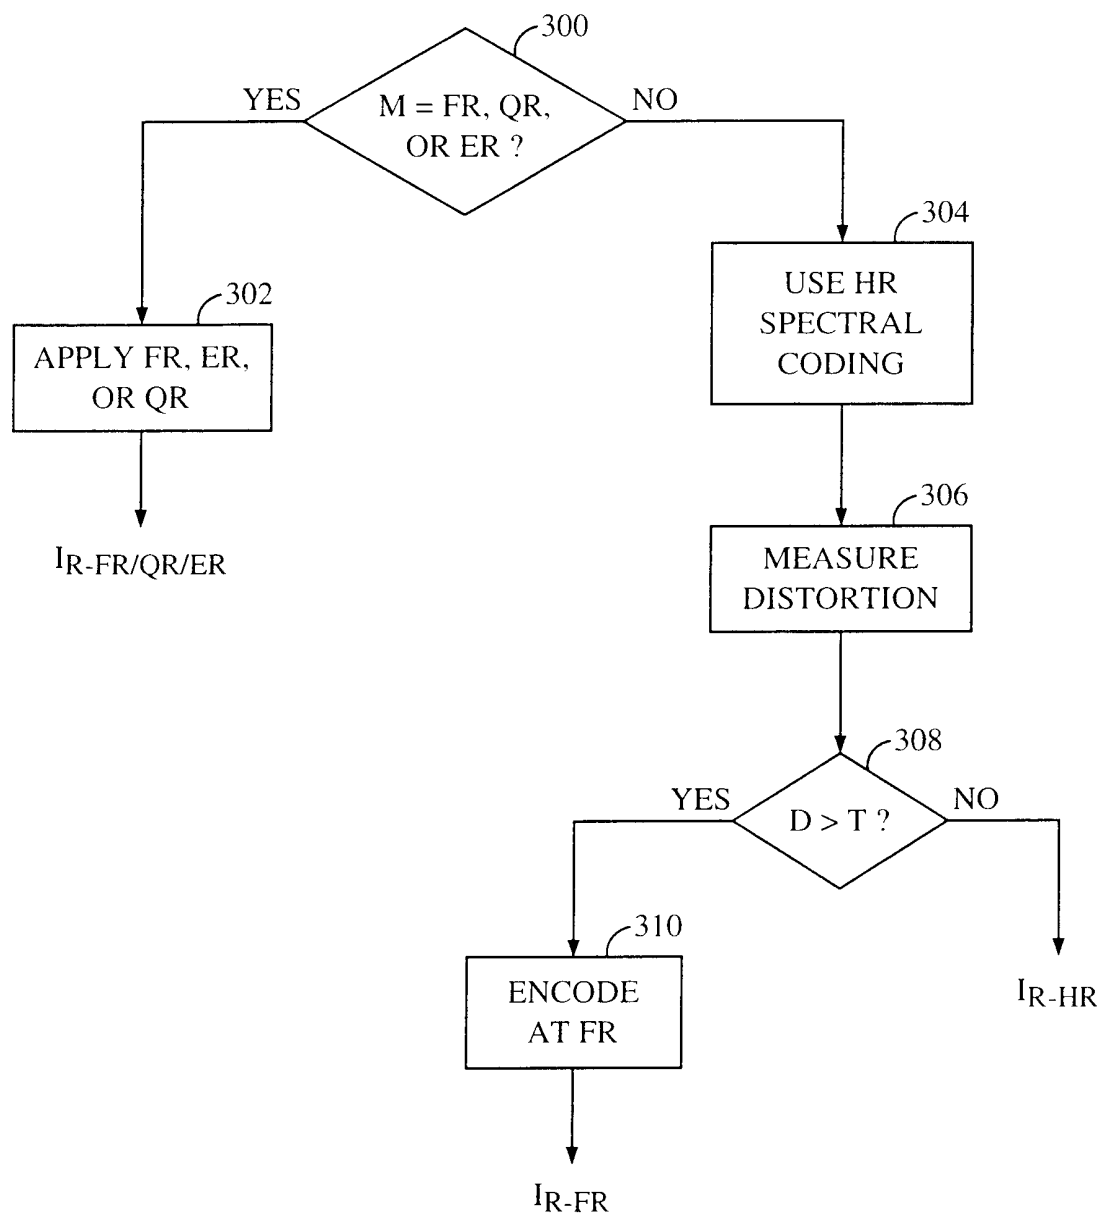 300
YES
M = FR, QR,
OR ER ?
NO
304
USE HR
SPECTRAL
CODING
302
APPLY FR, ER,
OR QR
306
MEASURE
DISTORTION
IR-FR/QR/ER
308
YES
D > T ?
NO
310
ENCODE
AT FR
IR-HR
IR-FR